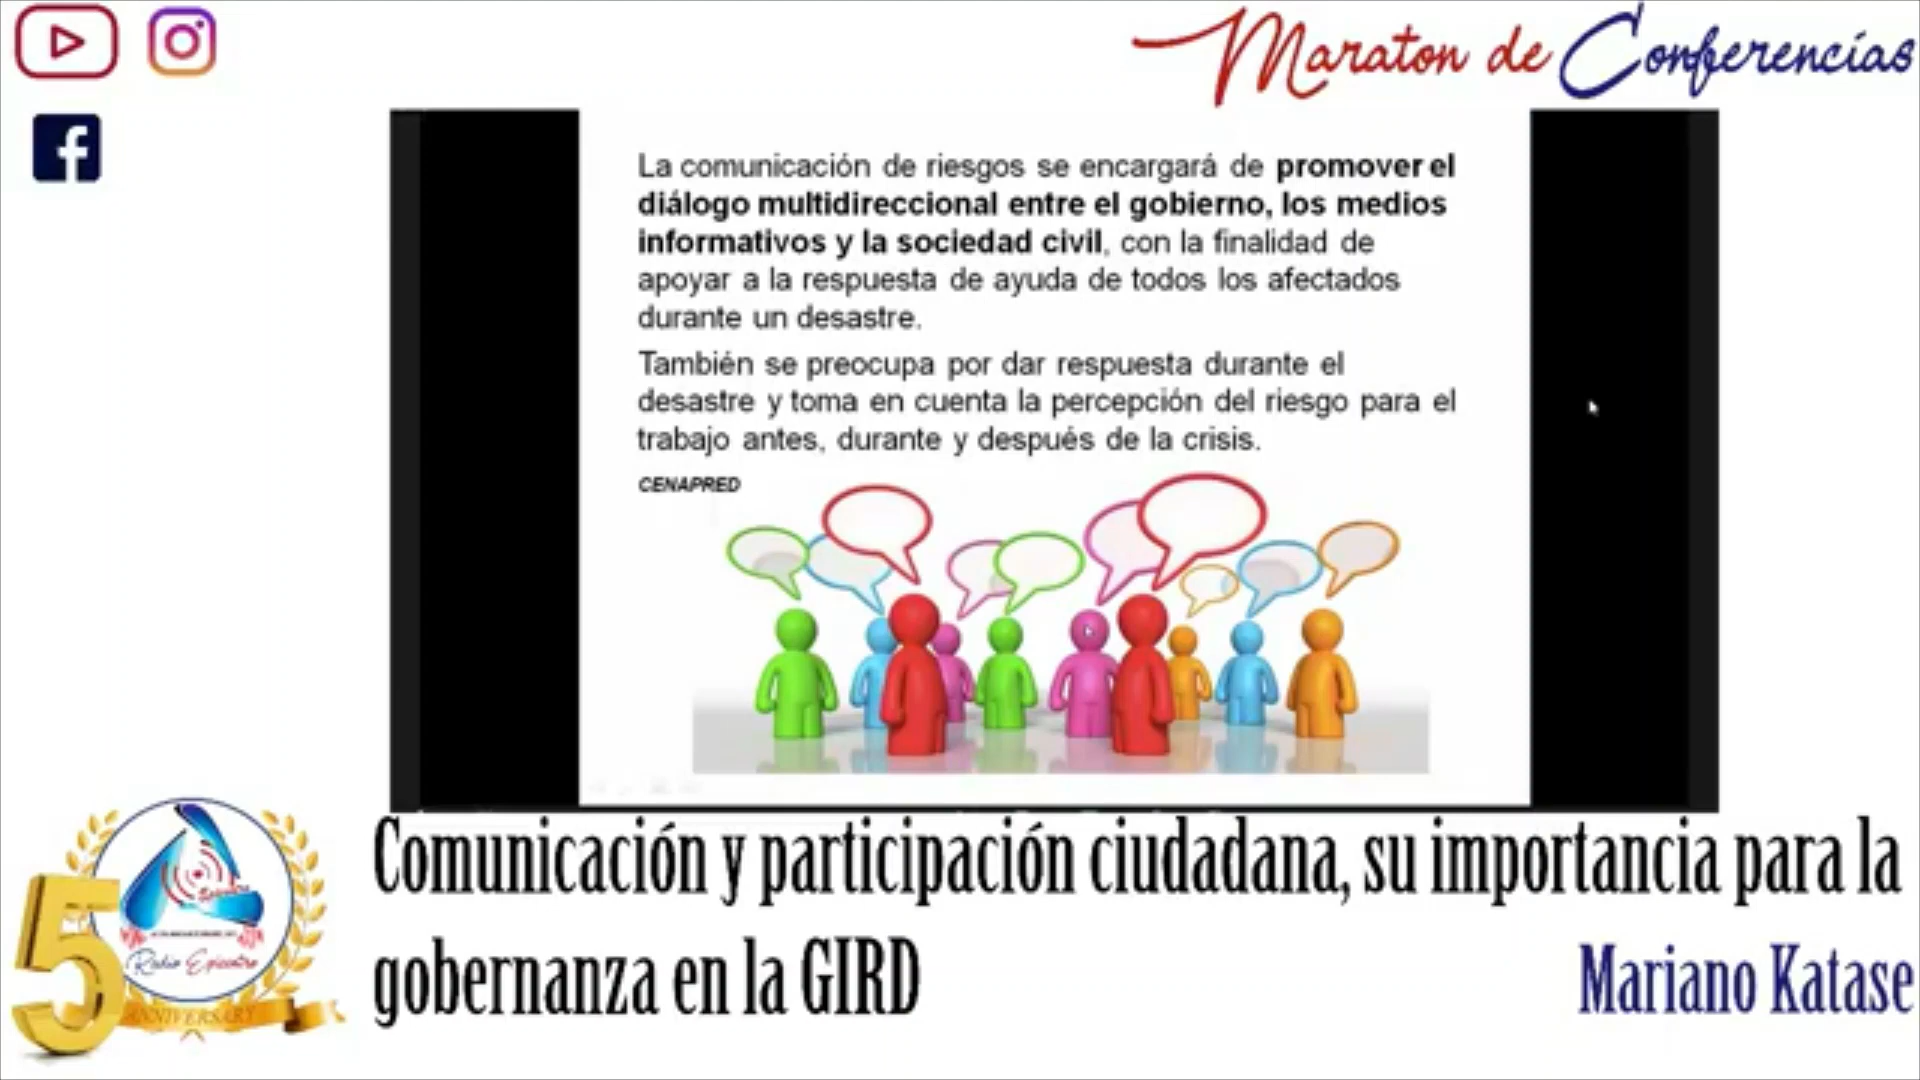 Maraton de Conferencías
La comunicación de riesgos se encargará de promover el
diálogo multidireccional entre el gobierno, los medios
informativos y la sociedad civil, con la finalidad de
apoyar a la respuesta de ayuda de todos los afectados
durante un desastre.
También se preocupa por dar respuesta durante el
desastre y toma en cuenta la percepción del riesgo para el
trabajo antes, durante y después de la crisis.
CENAPRED
5
Radio Epicentro
ANNIVERSARY
Comunicación y participación ciudadana, su importancia para la
gobernanza en la GIRD
Mariano Katase